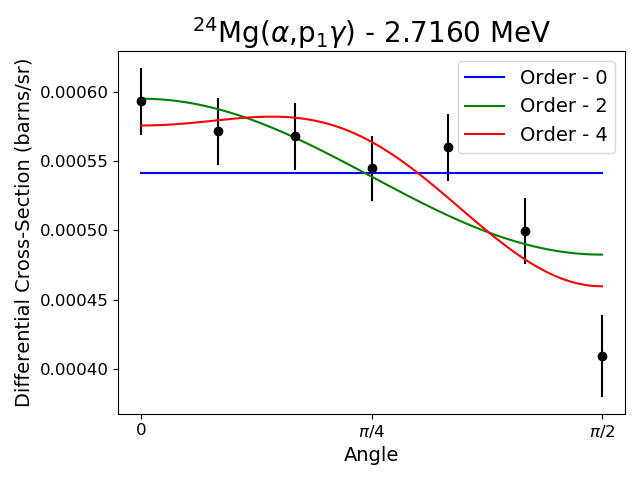 ²⁴Mg(α,p₁γ) - 2.7160 MeV
Differential Cross-Section (barns/sr)
0.00060
0.00055
0.00050
0.00045
0.00040
Order - 0
Order - 2
Order - 4
0
π/4
π/2
Angle